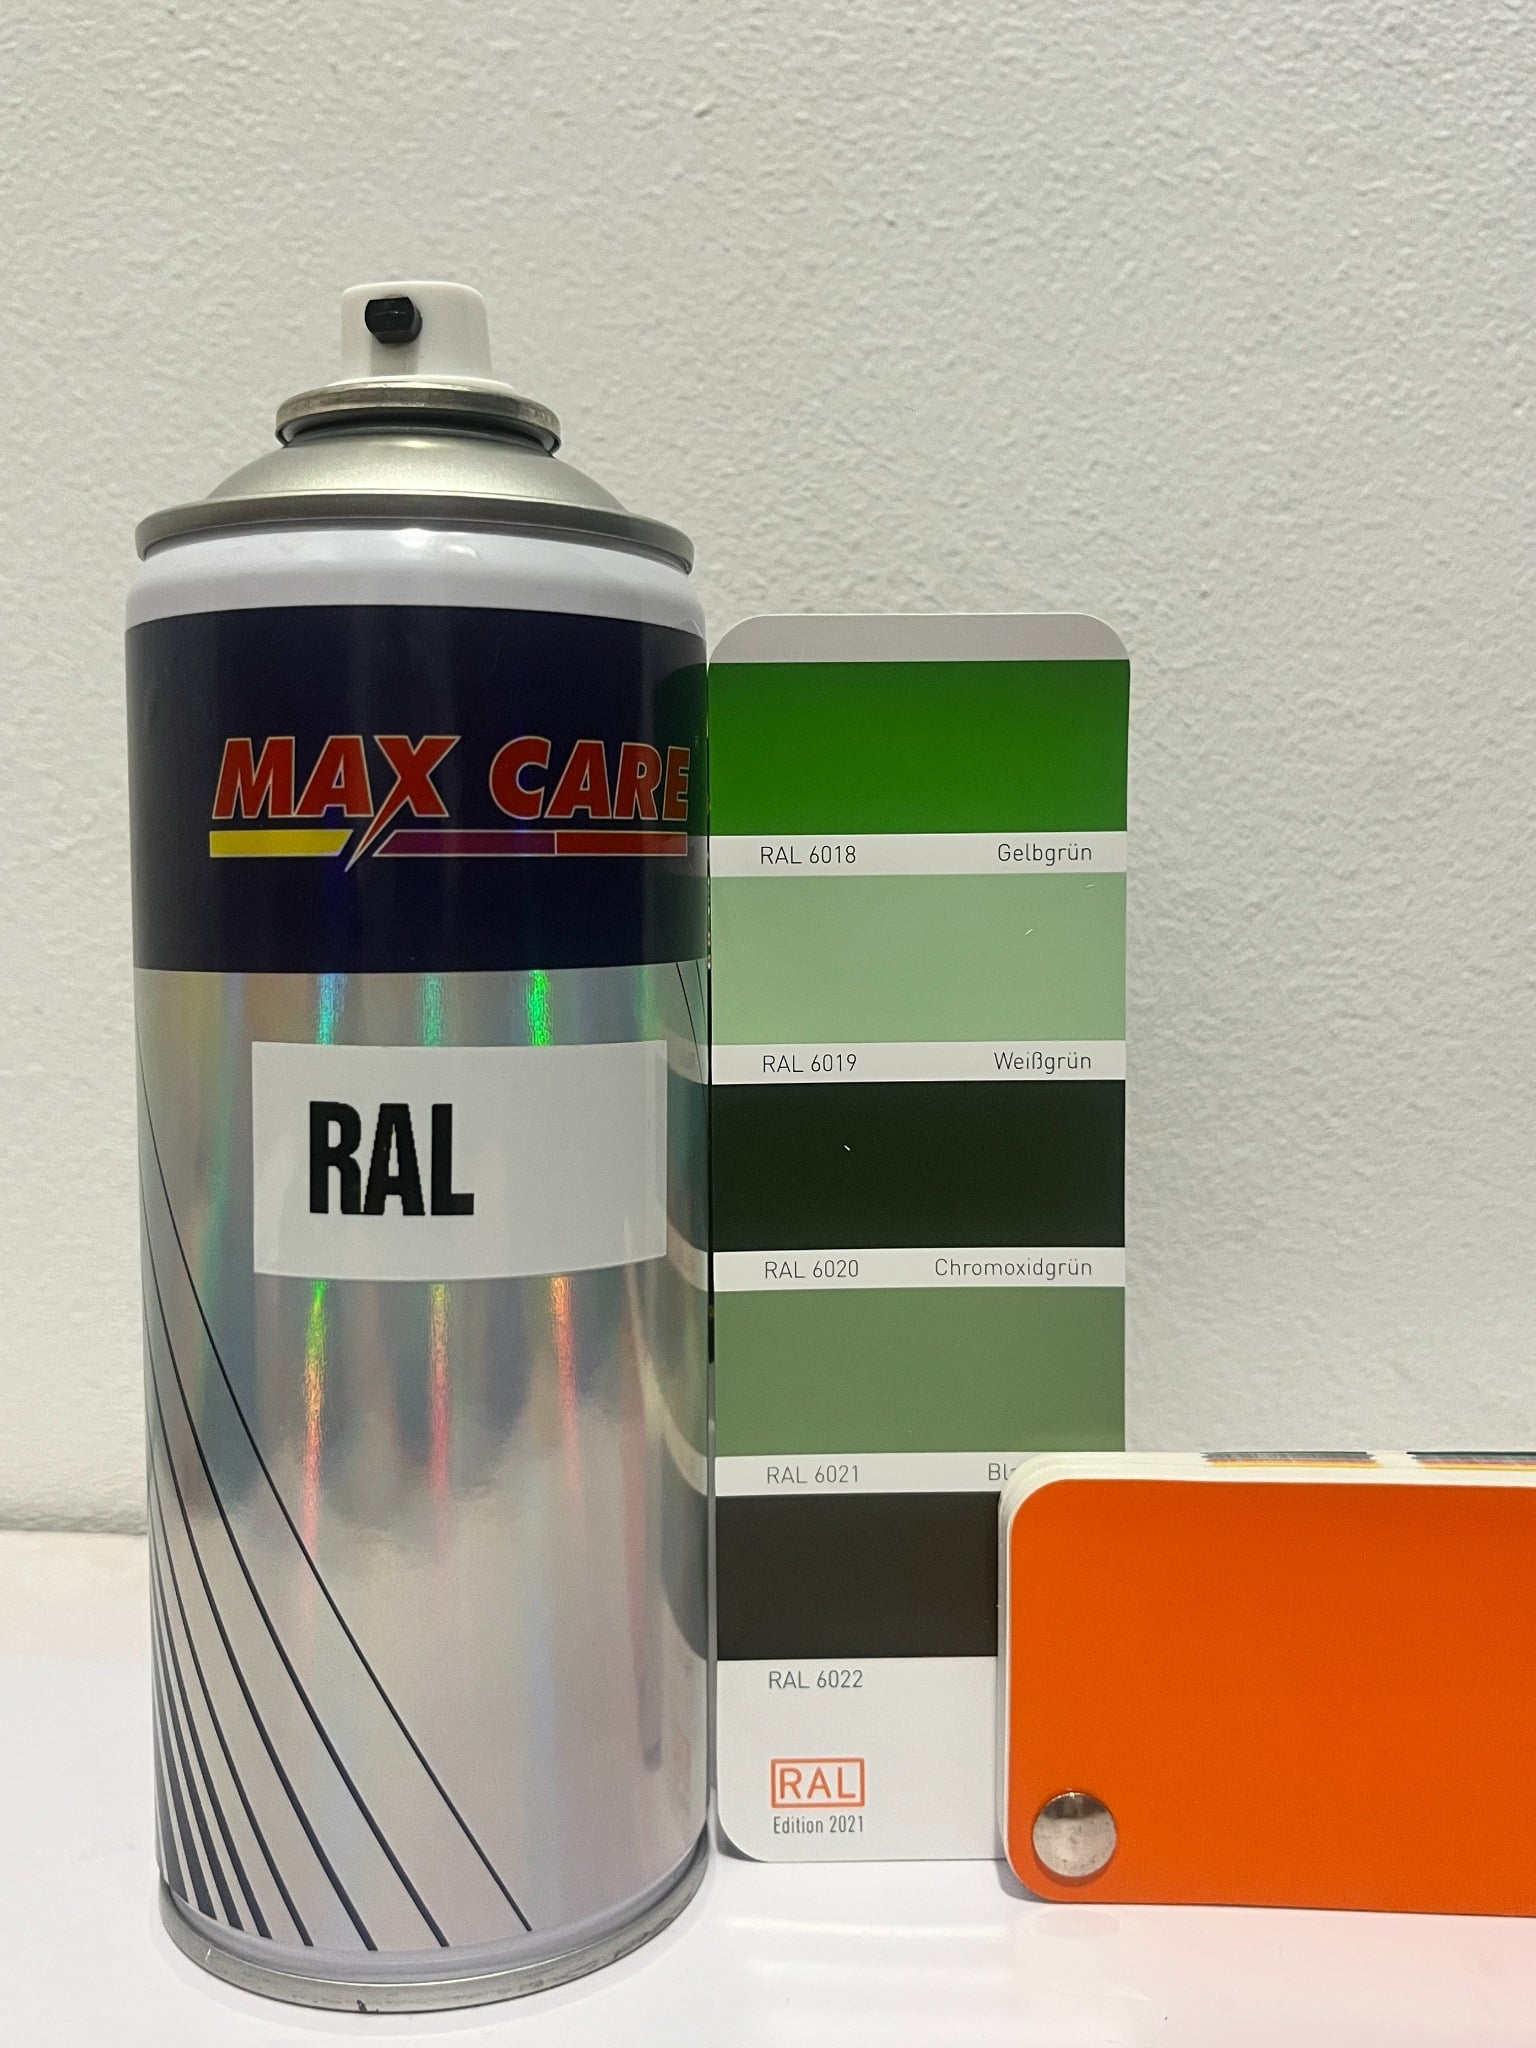 MAX CARE
RAL
RAL 6018 Gelbgrün
RAL 6019 Weißgrün
RAL 6020 Chromoxidgrün
RAL 6021
RAL 6022
RAL
Edition 2021